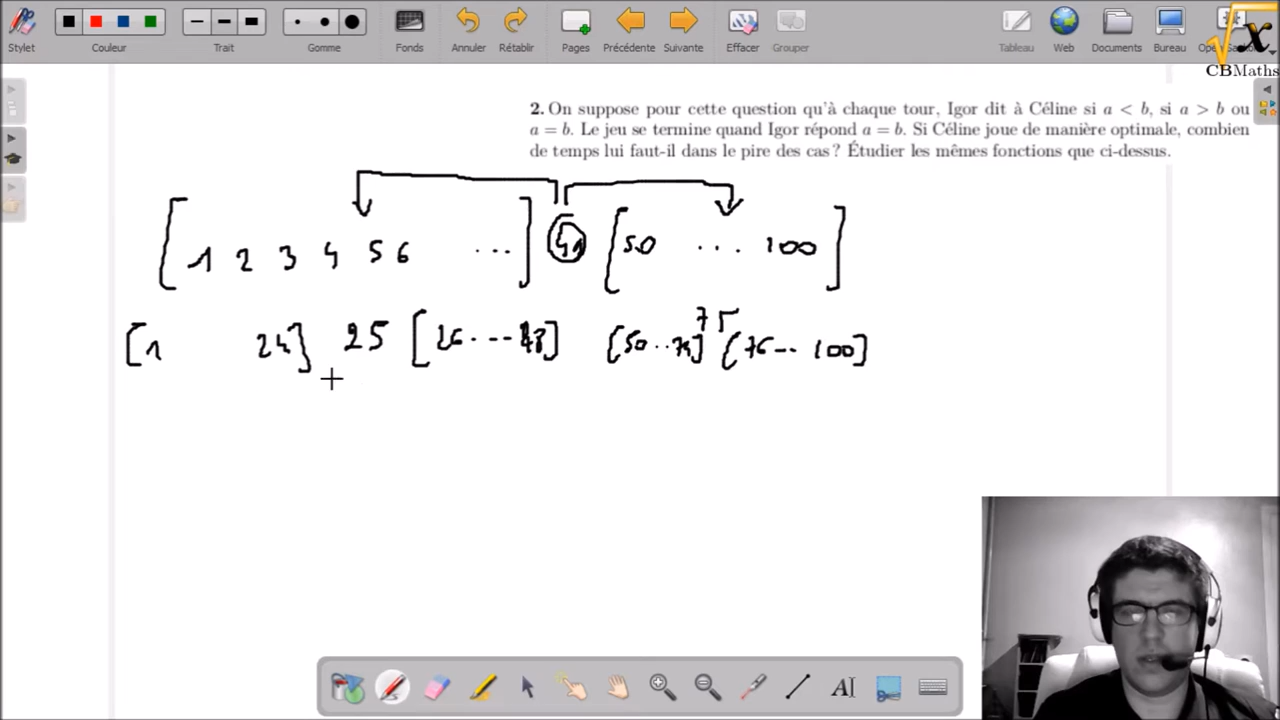 Stylet Couleur Trait Gomme Fonds Annuler Rétablir Pages Précédente Suivante Effacer Grouper Tableau Web Documents Bureau
CBMaths
2. On suppose pour cette question qu'à chaque tour, Igor dit à Céline si a < b, si a > b ou
a = b. Le jeu se termine quand Igor répond a = b. Si Céline joue de manière optimale, combien
de temps lui faut-il dans le pire des cas ? Étudier les mêmes fonctions que ci-dessus.
[1 2 3 4 5 6 ...] 49 [50 ... 100]
[1 24] 25 [26 ... 48] [50 .. 74] 75 [76 .. 100]
AI